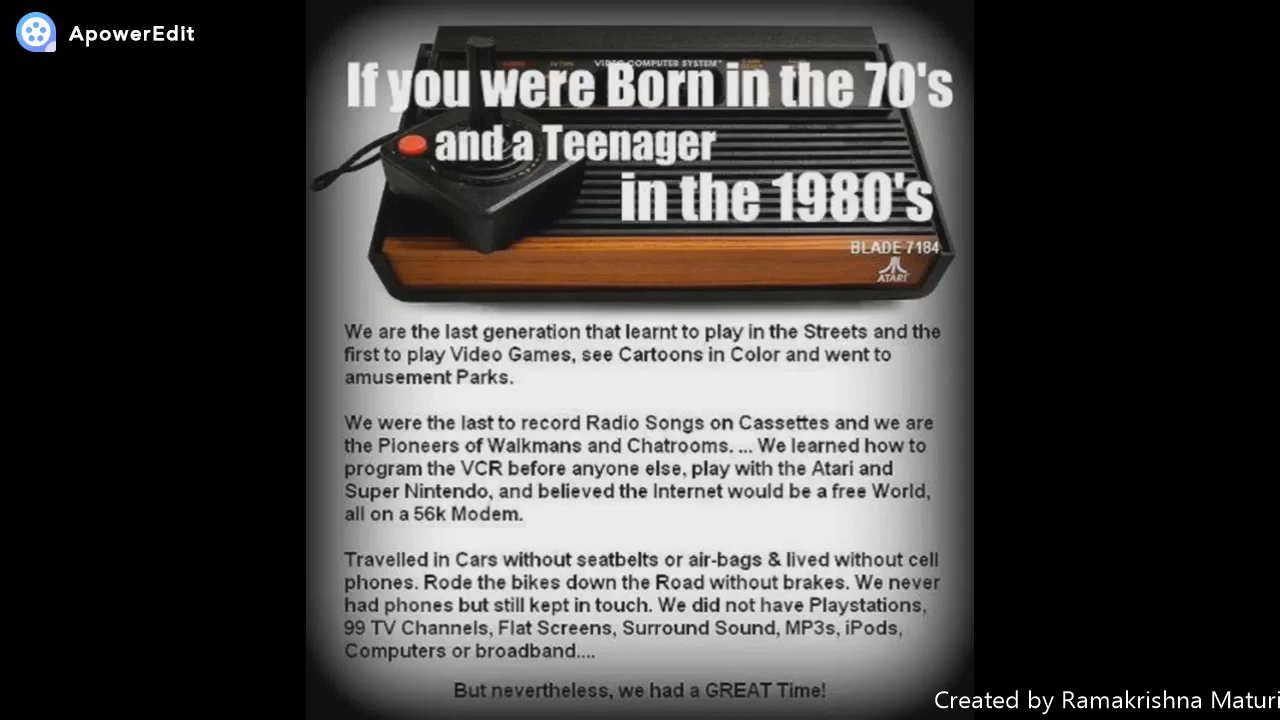 ApowerEdit
VIDEO COMPUTER SYSTEM™
If you were Born in the 70's
and a Teenager
in the 1980's
BLADE 7184
ATARI
We are the last generation that learnt to play in the Streets and the
first to play Video Games, see Cartoons in Color and went to
amusement Parks.
We were the last to record Radio Songs on Cassettes and we are
the Pioneers of Walkmans and Chatrooms. ... We learned how to
program the VCR before anyone else, play with the Atari and
Super Nintendo, and believed the Internet would be a free World,
all on a 56k Modem.
Travelled in Cars without seatbelts or air-bags & lived without cell
phones. Rode the bikes down the Road without brakes. We never
had phones but still kept in touch. We did not have Playstations,
99 TV Channels, Flat Screens, Surround Sound, MP3s, iPods,
Computers or broadband....
But nevertheless, we had a GREAT Time!
Created by Ramakrishna Maturi